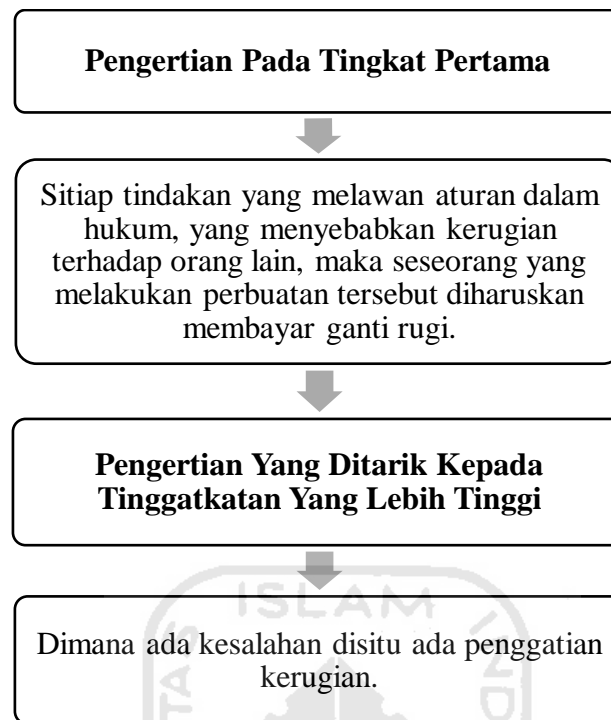 Pengertian Pada Tingkat Pertama
Sitiap tindakan yang melawan aturan dalam
hukum, yang menyebabkan kerugian
terhadap orang lain, maka seseorang yang
melakukan perbuatan tersebut diharuskan
membayar ganti rugi.
Pengertian Yang Ditarik Kepada
Tinggatkatan Yang Lebih Tinggi
ISLAM
Dimana ada kesalahan disitu ada penggatian
kerugian.